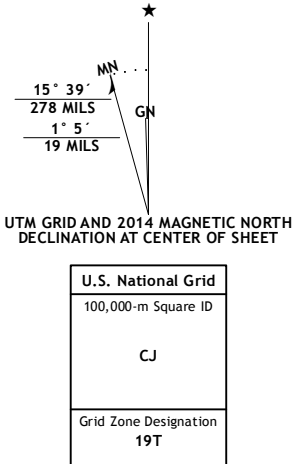 MN
15° 39´
278 MILS
GN
1° 5´
19 MILS
UTM GRID AND 2014 MAGNETIC NORTH
DECLINATION AT CENTER OF SHEET
U.S. National Grid
100,000-m Square ID
CJ
Grid Zone Designation
19T